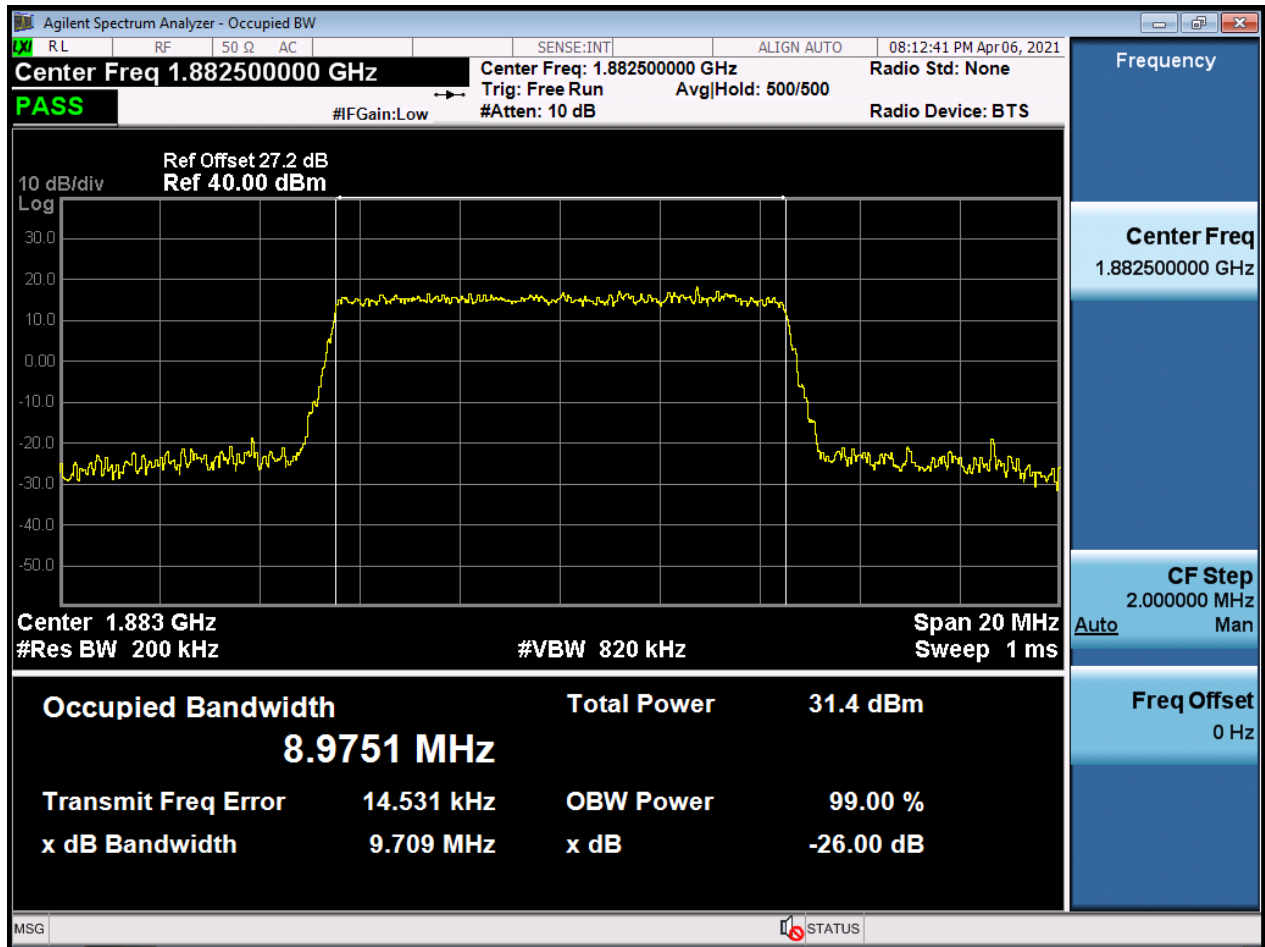 Agilent Spectrum Analyzer - Occupied BW
LXI RL RF 50 Ω AC SENSE:INT ALIGN AUTO 08:12:41 PM Apr 06, 2021
Center Freq 1.882500000 GHz
Center Freq: 1.882500000 GHz Radio Std: None
Trig: Free Run Avg|Hold: 500/500
PASS
#IFGain:Low #Atten: 10 dB Radio Device: BTS
Ref Offset 27.2 dB
10 dB/div Ref 40.00 dBm
Log
30.0
20.0
10.0
0.00
-10.0
-20.0
-30.0
-40.0
-50.0
Center 1.883 GHz Span 20 MHz
#Res BW 200 kHz #VBW 820 kHz Sweep 1 ms
Occupied Bandwidth Total Power 31.4 dBm
8.9751 MHz
Transmit Freq Error 14.531 kHz OBW Power 99.00 %
x dB Bandwidth 9.709 MHz x dB -26.00 dB
Frequency
Center Freq
1.882500000 GHz
CF Step
2.000000 MHz
Auto Man
Freq Offset
0 Hz
MSG STATUS